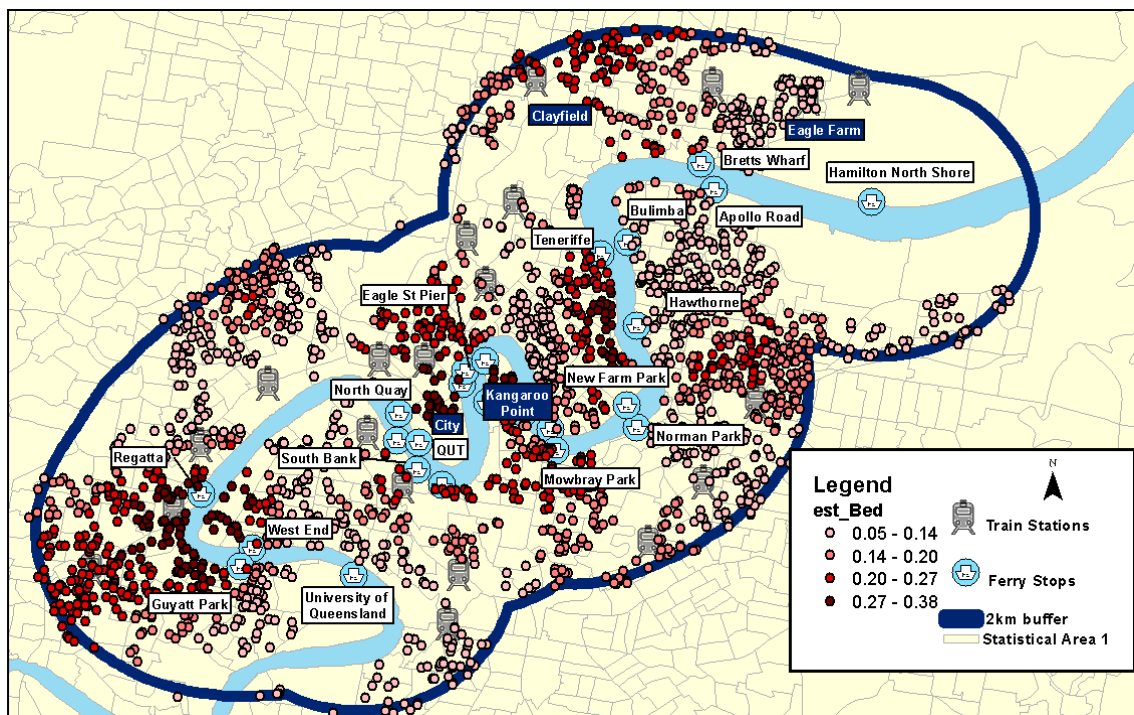 Clayfield
Eagle Farm
Bretts Wharf
Hamilton North Shore
Bulimba
Apollo Road
Teneriffe
Eagle St Pier
Hawthorne
North Quay
New Farm Park
Kangaroo
Point
City
Norman Park
Regatta
South Bank
QUT
Mowbray Park
West End
Guyatt Park
University of
Queensland
N
Legend
est_Bed
0.05 - 0.14
0.14 - 0.20
0.20 - 0.27
0.27 - 0.38
Train Stations
Ferry Stops
2km buffer
Statistical Area 1